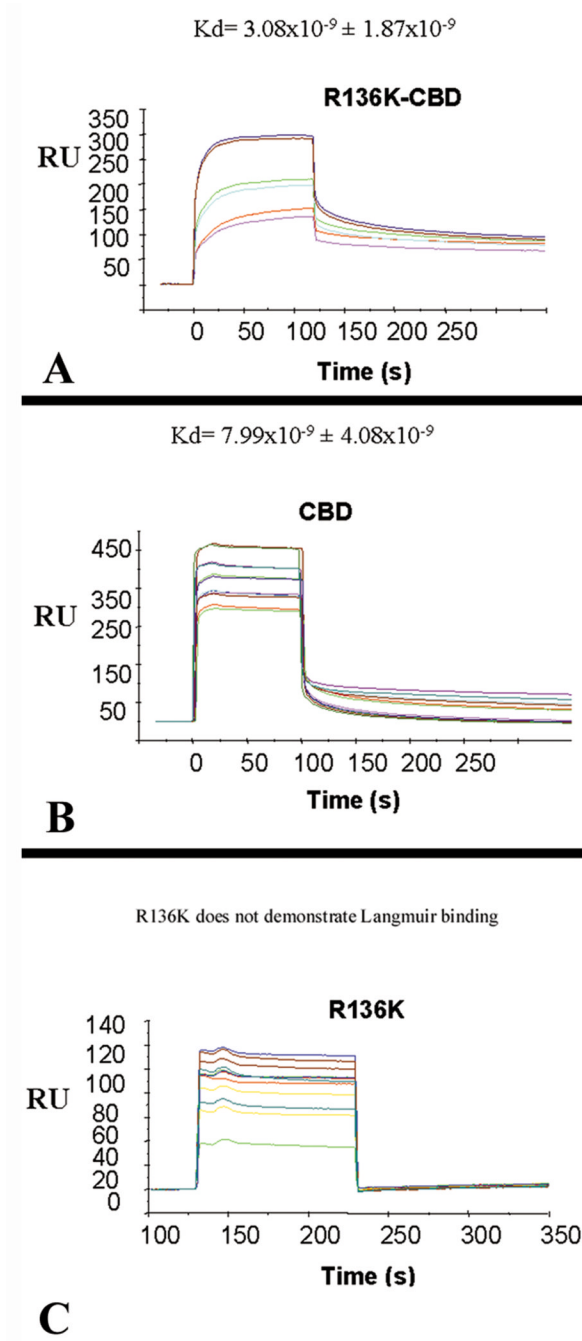 Kd= 3.08x10⁻⁹ ± 1.87x10⁻⁹
R136K-CBD
350
300
250
200
150
100
50
RU
0 50 100 150 200 250
Time (s)
A
Kd= 7.99x10⁻⁹ ± 4.08x10⁻⁹
CBD
450
350
250
150
50
RU
0 50 100 150 200 250
Time (s)
B
R136K does not demonstrate Langmuir binding
R136K
140
120
100
80
60
40
20
0
RU
100 150 200 250 300 350
Time (s)
C